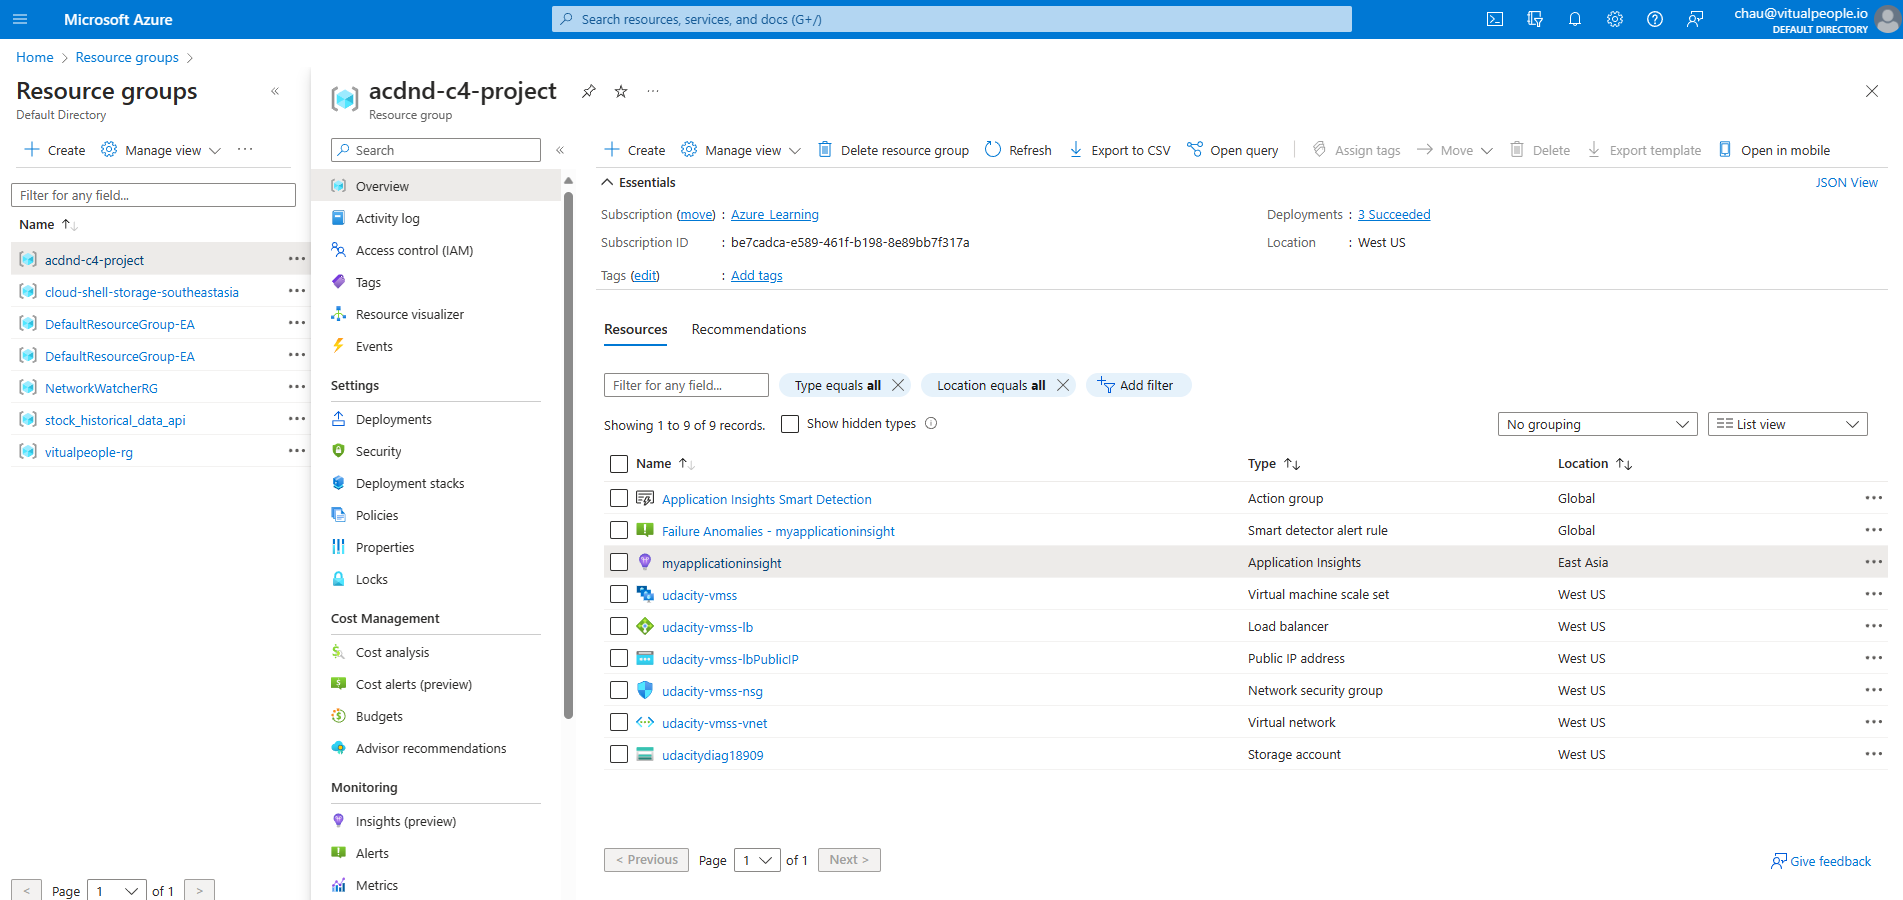 Microsoft Azure
Search resources, services, and docs (G+/)
chau@vitualpeople.io
DEFAULT DIRECTORY
Home > Resource groups >
Resource groups
Default Directory
Create
Manage view
Filter for any field...
Name
acdnd-c4-project
cloud-shell-storage-southeastasia
DefaultResourceGroup-EA
DefaultResourceGroup-EA
NetworkWatcherRG
stock_historical_data_api
vitualpeople-rg
< Page 1 of 1 >
acdnd-c4-project
Resource group
Search
Overview
Activity log
Access control (IAM)
Tags
Resource visualizer
Events
Settings
Deployments
Security
Deployment stacks
Policies
Properties
Locks
Cost Management
Cost analysis
Cost alerts (preview)
Budgets
Advisor recommendations
Monitoring
Insights (preview)
Alerts
Metrics
Create Manage view Delete resource group Refresh Export to CSV Open query Assign tags Move Delete Export template Open in mobile
Essentials
JSON View
Subscription (move) : Azure Learning
Deployments : 3 Succeeded
Subscription ID : be7cadca-e589-461f-b198-8e89bb7f317a
Location : West US
Tags (edit) : Add tags
Resources Recommendations
Filter for any field... Type equals all Location equals all Add filter
Showing 1 to 9 of 9 records. Show hidden types
No grouping List view
Name Type Location
Application Insights Smart Detection Action group Global
Failure Anomalies - myapplicationinsight Smart detector alert rule Global
myapplicationinsight Application Insights East Asia
udacity-vmss Virtual machine scale set West US
udacity-vmss-lb Load balancer West US
udacity-vmss-lbPublicIP Public IP address West US
udacity-vmss-nsg Network security group West US
udacity-vmss-vnet Virtual network West US
udacitydiag18909 Storage account West US
< Previous Page 1 of 1 Next >
Give feedback